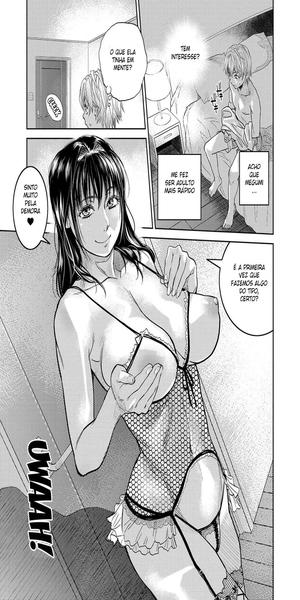 TEM
INTERESSE?
O QUE ELA
TINHA EM
MENTE?
ACHO
QUE
MEGUMI
...
ME FEZ
SER ADULTO
MAIS
RÁPIDO
É A PRIMEIRA
VEZ QUE
FAZEMOS ALGO
DO TIPO,
CERTO?
SINTO
MUITO
PELA
DEMORA
♥
UWAAH!